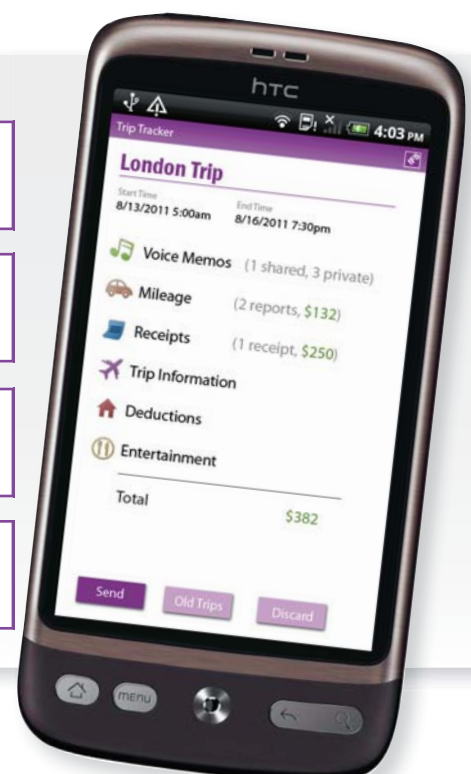 hTC
4:03 PM
Trip Tracker
London Trip
Start Time
End Time
8/13/2011 5:00am
8/16/2011 7:30pm
Voice Memos (1 shared, 3 private)
Mileage (2 reports, $132)
Receipts (1 receipt, $250)
Trip Information
Deductions
Entertainment
Total $382
Send
Old Trips
Discard
menu